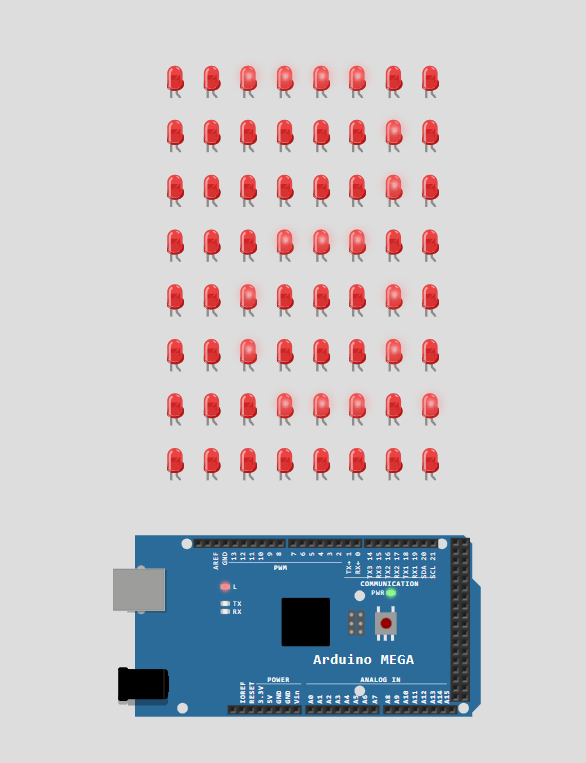 AREF
GND
13
12
11
10
9
8
7
6
5
4
3
2
TX→ 1
RX← 0
TX3 14
RX3 15
TX2 16
RX2 17
TX1 18
RX1 19
SDA 20
SCL 21
PWM
COMMUNICATION
L
PWR
TX
RX
Arduino MEGA
POWER
ANALOG IN
IOREF
RESET
3.3V
5V
GND
GND
Vin
A0
A1
A2
A3
A4
A5
A6
A7
A8
A9
A10
A11
A12
A13
A14
A15